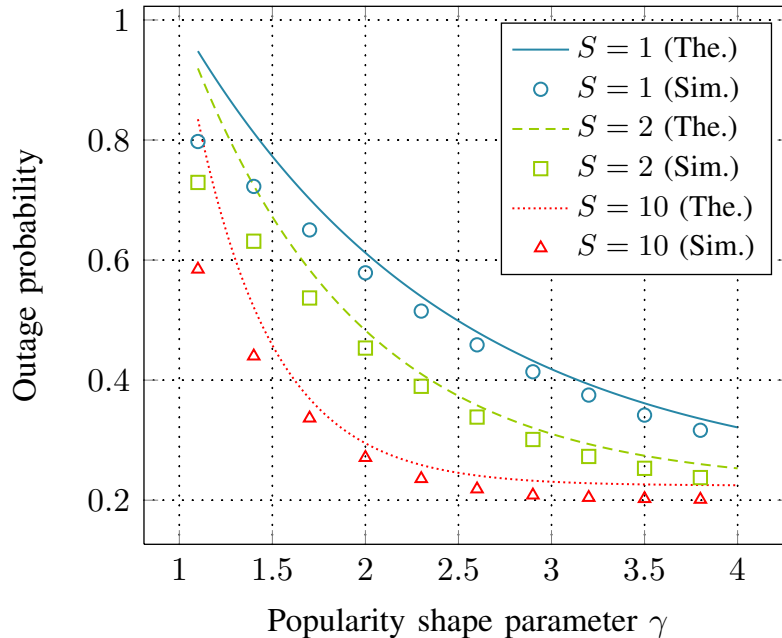 1
0.8
0.6
0.4
0.2
1
1.5
2
2.5
3
3.5
4
Outage probability
Popularity shape parameter γ
S = 1 (The.)
S = 1 (Sim.)
S = 2 (The.)
S = 2 (Sim.)
S = 10 (The.)
S = 10 (Sim.)